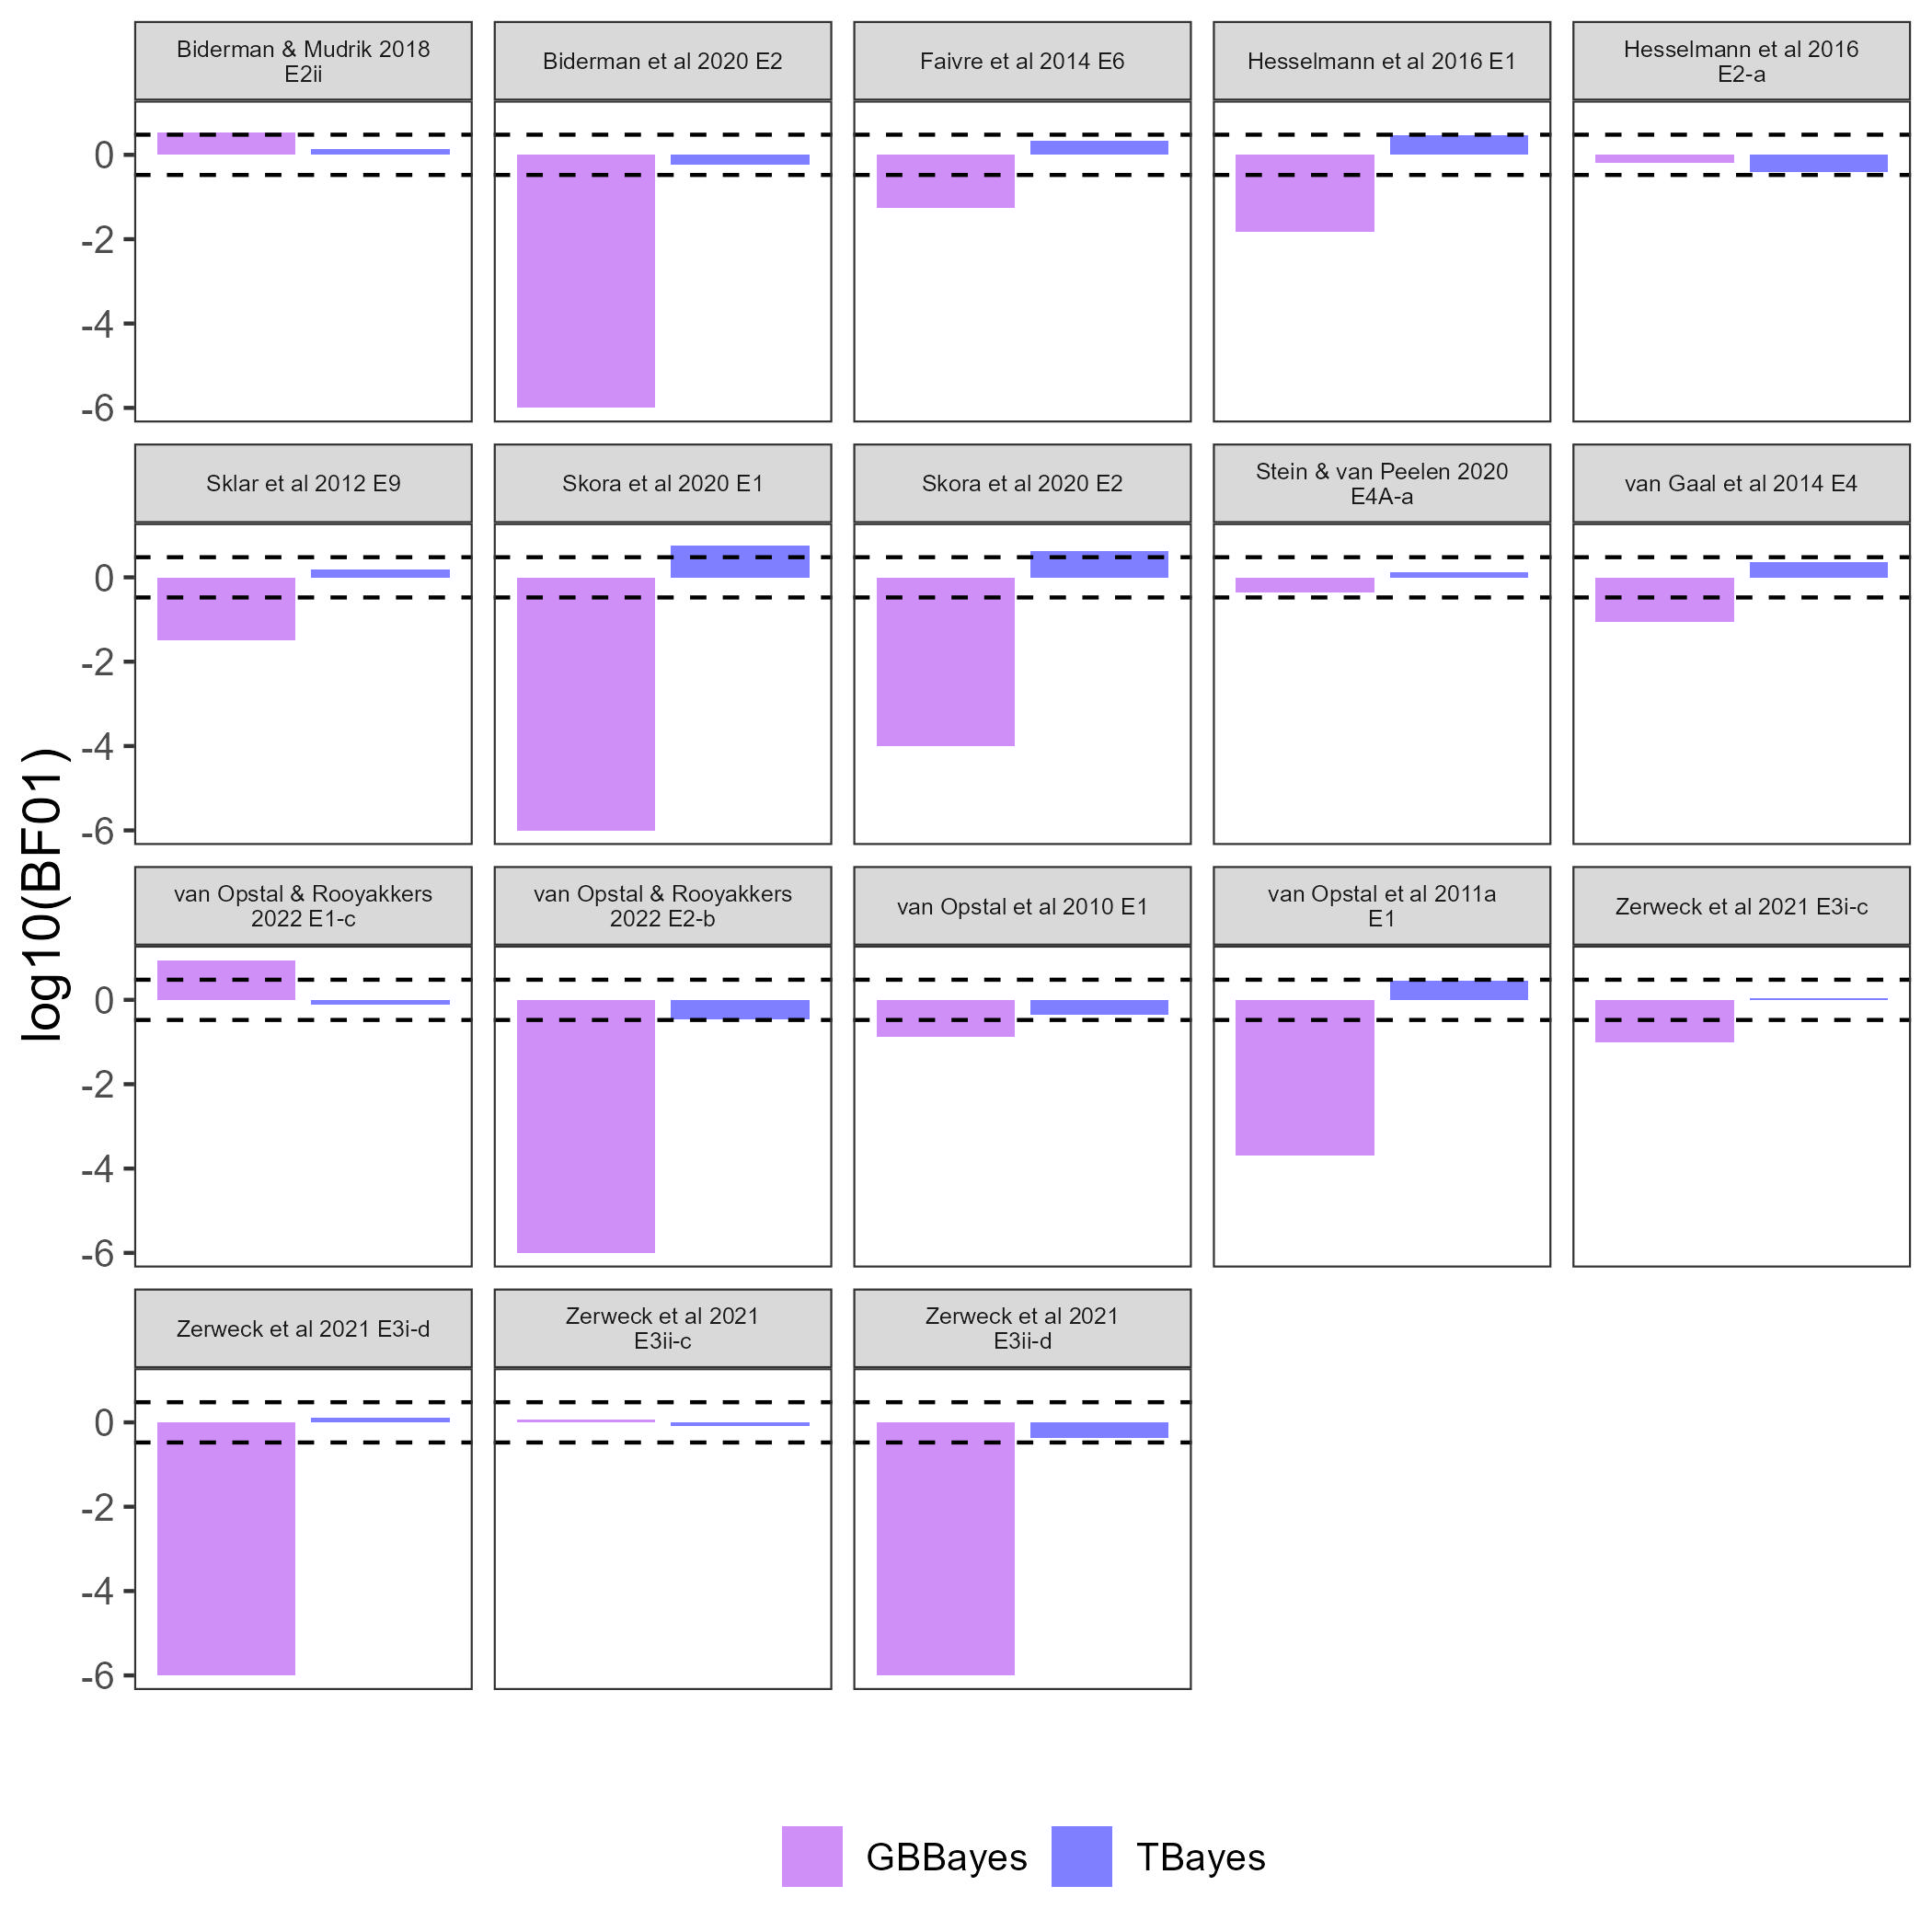 Biderman & Mudrik 2018
E2ii
Biderman et al 2020 E2
Faivre et al 2014 E6
Hesselmann et al 2016 E1
Hesselmann et al 2016
E2-a
0
-2
-4
-6
Sklar et al 2012 E9
Skora et al 2020 E1
Skora et al 2020 E2
Stein & van Peelen 2020
E4A-a
van Gaal et al 2014 E4
0
-2
-4
-6
log10(BF01)
van Opstal & Rooyakkers
2022 E1-c
van Opstal & Rooyakkers
2022 E2-b
van Opstal et al 2010 E1
van Opstal et al 2011a
E1
Zerweck et al 2021 E3i-c
0
-2
-4
-6
Zerweck et al 2021 E3i-d
Zerweck et al 2021
E3ii-c
Zerweck et al 2021
E3ii-d
0
-2
-4
-6
GBBayes
TBayes